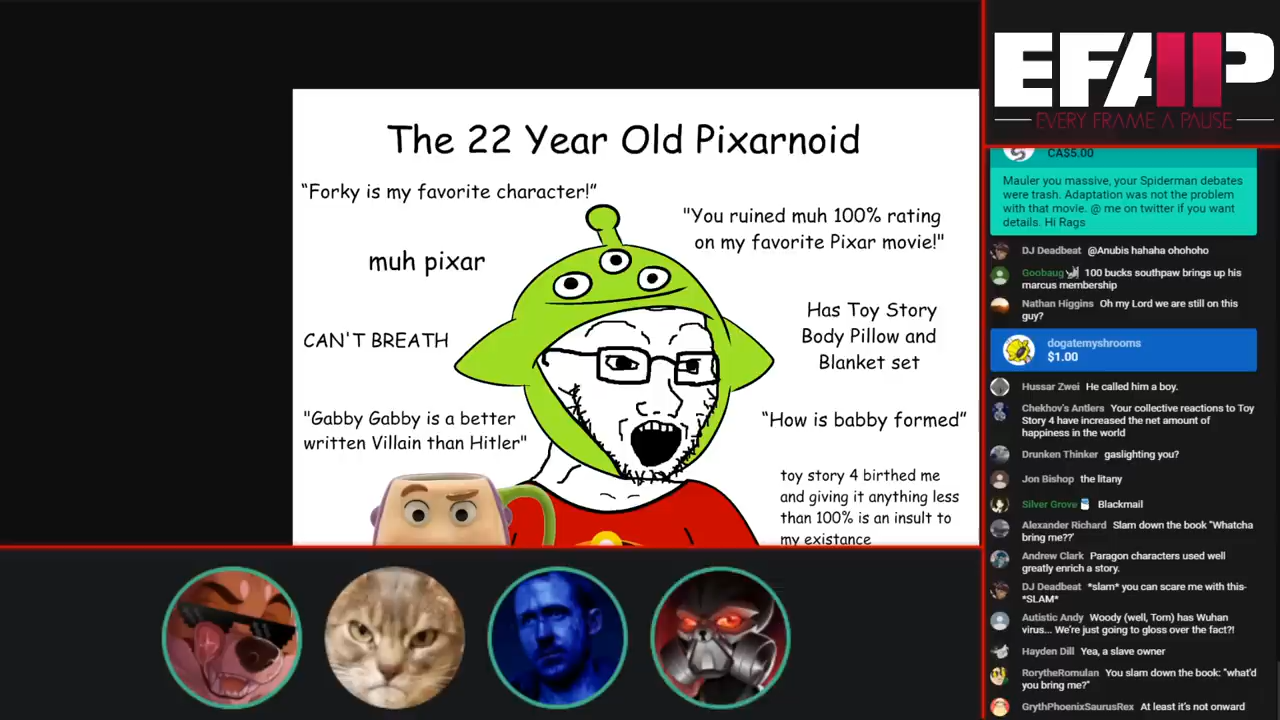 The 22 Year Old Pixarnoid
“Forky is my favorite character!”
"You ruined muh 100% rating
on my favorite Pixar movie!"
muh pixar
CAN'T BREATH
Has Toy Story
Body Pillow and
Blanket set
"Gabby Gabby is a better
written Villain than Hitler"
“How is babby formed”
toy story 4 birthed me
and giving it anything less
than 100% is an insult to
my existance
EFAP
EVERY FRAME A PAUSE
CA$5.00
Mauler you massive, your Spiderman debates
were trash. Adaptation was not the problem
with that movie. @ me on twitter if you want
details. Hi Rags
DJ Deadbeat @Anubis hahaha ohohoho
Goobaug 100 bucks southpaw brings up his
marcus membership
Nathan Higgins Oh my Lord we are still on this
guy?
dogatemyshrooms
$1.00
Hussar Zwei He called him a boy.
Chekhov's Antlers Your collective reactions to Toy
Story 4 have increased the net amount of
happiness in the world
Drunken Thinker gaslighting you?
Jon Bishop the litany
Silver Grove Blackmail
Alexander Richard Slam down the book "Whatcha
bring me??'
Andrew Clark Paragon characters used well
greatly enrich a story.
DJ Deadbeat *slam* you can scare me with this-
*SLAM*
Autistic Andy Woody (well, Tom) has Wuhan
virus... We're just going to gloss over the fact?!
Hayden Dill Yea, a slave owner
RorytheRomulan You slam down the book: "what'd
you bring me?"
GrythPhoenixSaurusRex At least it's not onward